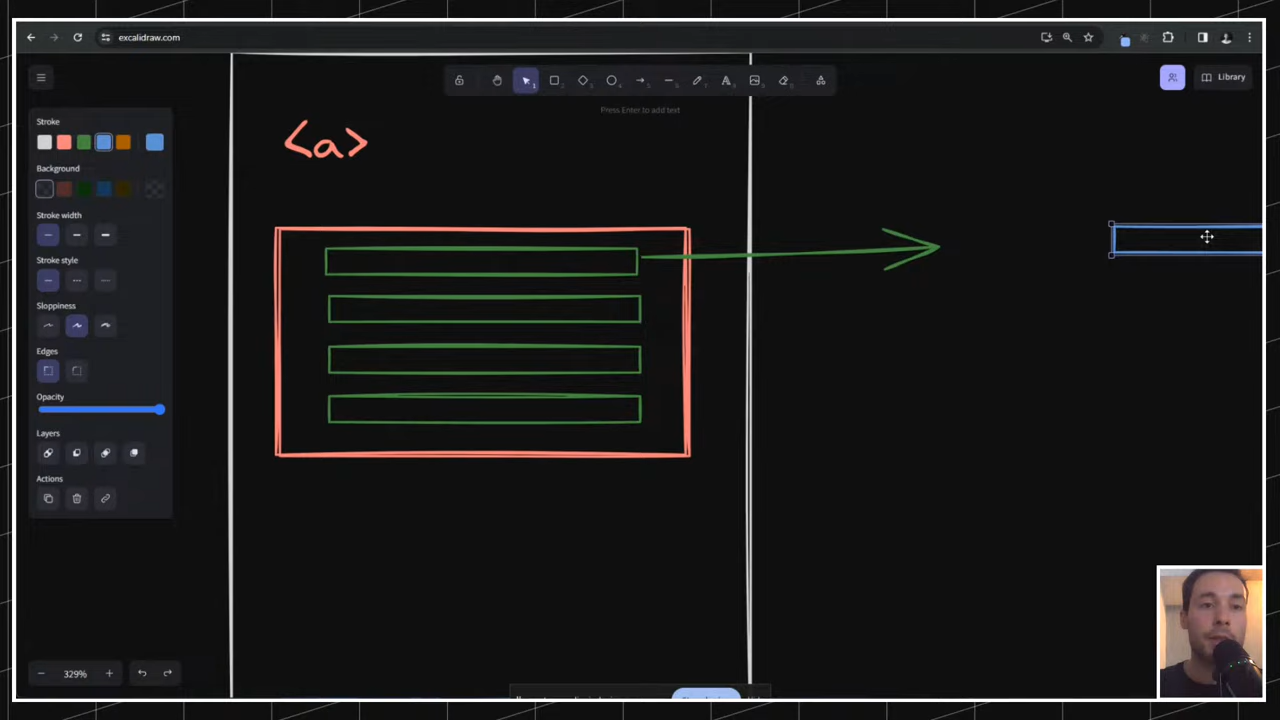 excalidraw.com
Library
Press Enter to add text
Stroke
Background
Stroke width
Stroke style
Sloppiness
Edges
Opacity
Layers
Actions
<a>
329%